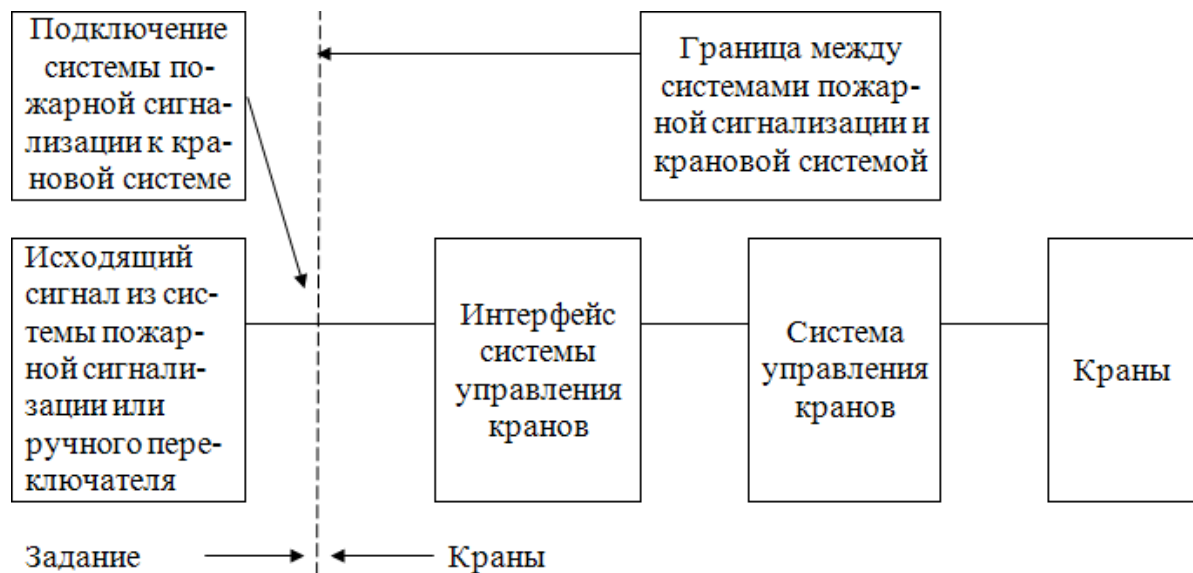 Подключение
системы по-
жарной сигна-
лизации к кра-
новой системе
Граница между
системами пожар-
ной сигнализации и
крановой системой
Исходящий
сигнал из сис-
темы пожар-
ной сигнали-
зации или
ручного пере-
ключателя
Интерфейс
системы
управления
кранов
Система
управления
кранов
Краны
Задание
Краны